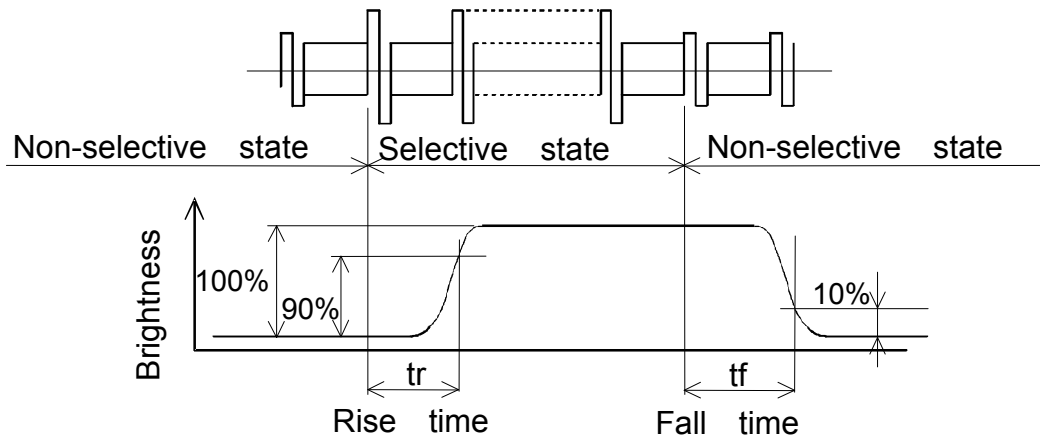 Non-selective state Selective state Non-selective state
Brightness
100%
90%
10%
tr tf
Rise time Fall time